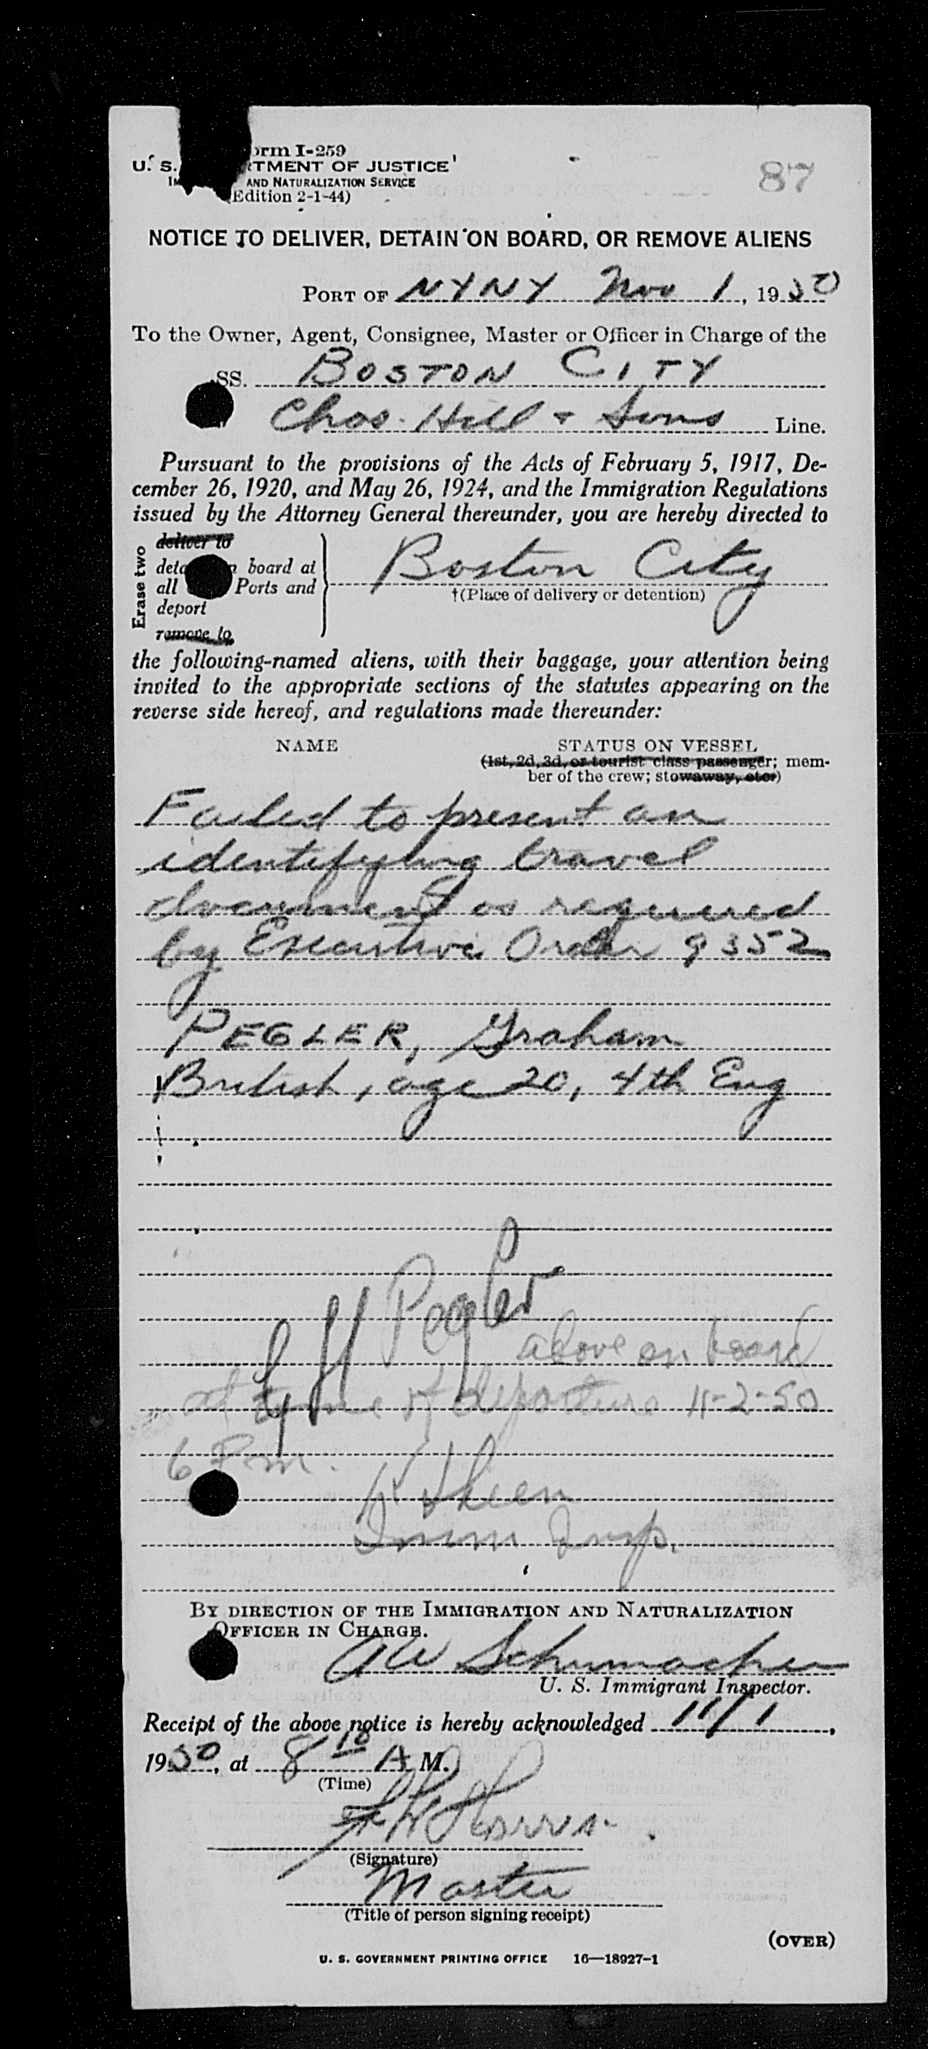 Form I-259
U. S. DEPARTMENT OF JUSTICE
AND NATURALIZATION SERVICE
(Edition 2-1-44)
87
NOTICE TO DELIVER, DETAIN ON BOARD, OR REMOVE ALIENS
PORT OF NYNY Nov 1, 1950
To the Owner, Agent, Consignee, Master or Officer in Charge of the
SS. BOSTON CITY
Chas. Hill & Sons Line.
Pursuant to the provisions of the Acts of February 5, 1917, De-
cember 26, 1920, and May 26, 1924, and the Immigration Regulations
issued by the Attorney General thereunder, you are hereby directed to
Erase two
deliver to
board at
all Ports and
deport
remove to
Boston City
†(Place of delivery or detention)
the following-named aliens, with their baggage, your attention being
invited to the appropriate sections of the statutes appearing on the
reverse side hereof, and regulations made thereunder:
NAME STATUS ON VESSEL
(1st, 2d, 3d, or tourist class passenger; mem-
ber of the crew; stowaway, etc.)
Failed to present an
identifying travel
document as required
by Executive Order 9352
PEGLER, Graham
British, age 20, 4th Eng
Pegler
above on board
at time of departure 11-2-50
6 P.m.
Skeen
Imm Insp.
BY DIRECTION OF THE IMMIGRATION AND NATURALIZATION
OFFICER IN CHARGE.
AW Schumacher
U. S. Immigrant Inspector.
Receipt of the above notice is hereby acknowledged 11/1,
1950, at 8 10 A M.
(Time)
(Signature)
Master
(Title of person signing receipt)
(OVER)
U. S. GOVERNMENT PRINTING OFFICE 16—18927-1